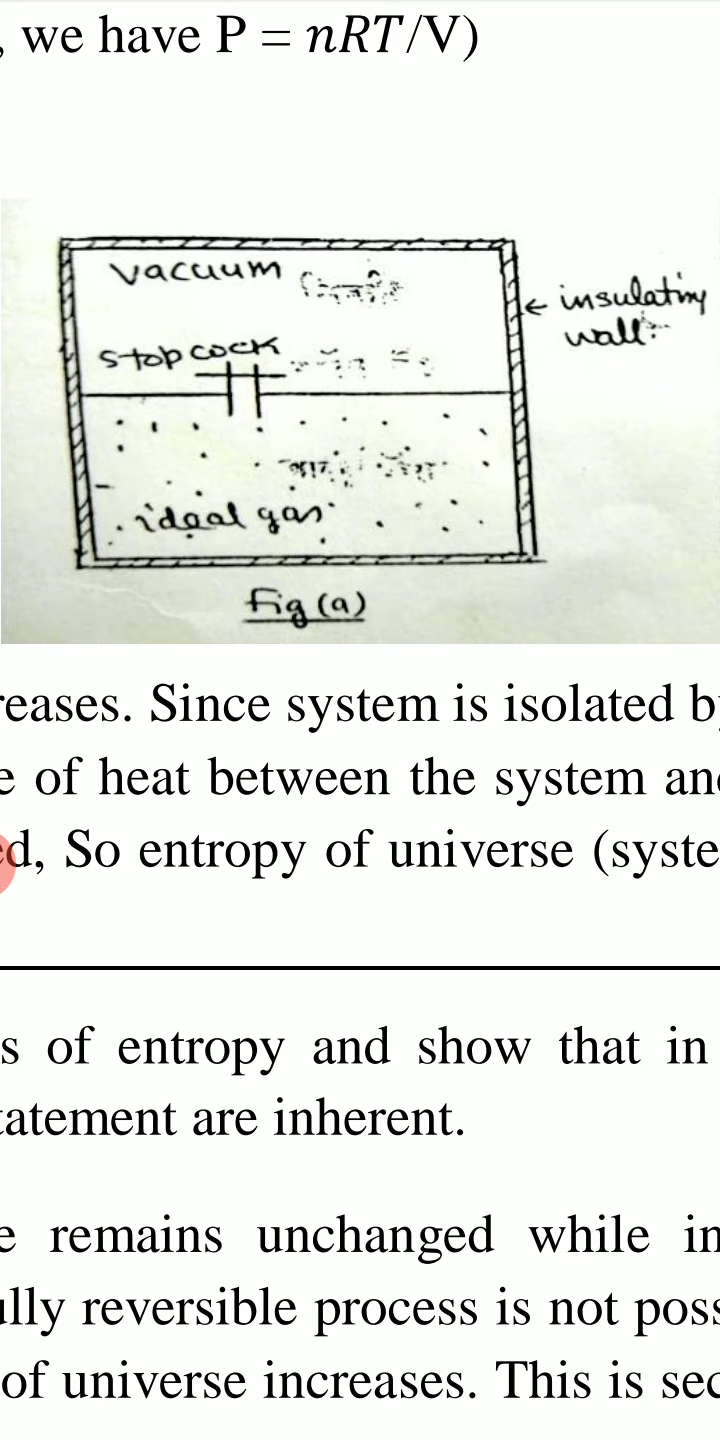 , we have P = nRT/V)
vacuum
stop cock
← insulating
wall
ideal gas
Fig (a)
reases. Since system is isolated by
e of heat between the system and
ed, So entropy of universe (syste
s of entropy and show that in
tatement are inherent.
e remains unchanged while in
ully reversible process is not poss
of universe increases. This is sec